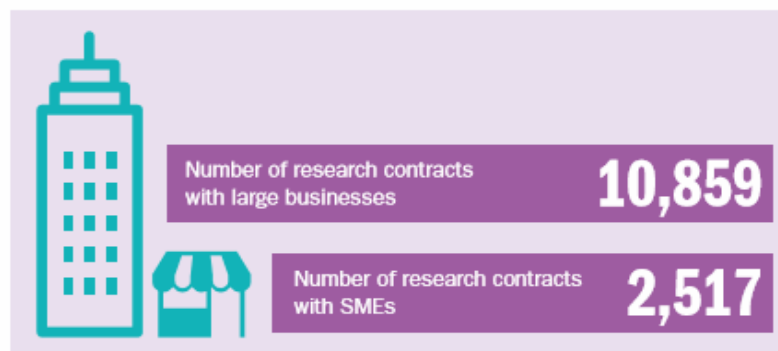 Number of research contracts
with large businesses
10,859
Number of research contracts
with SMEs
2,517